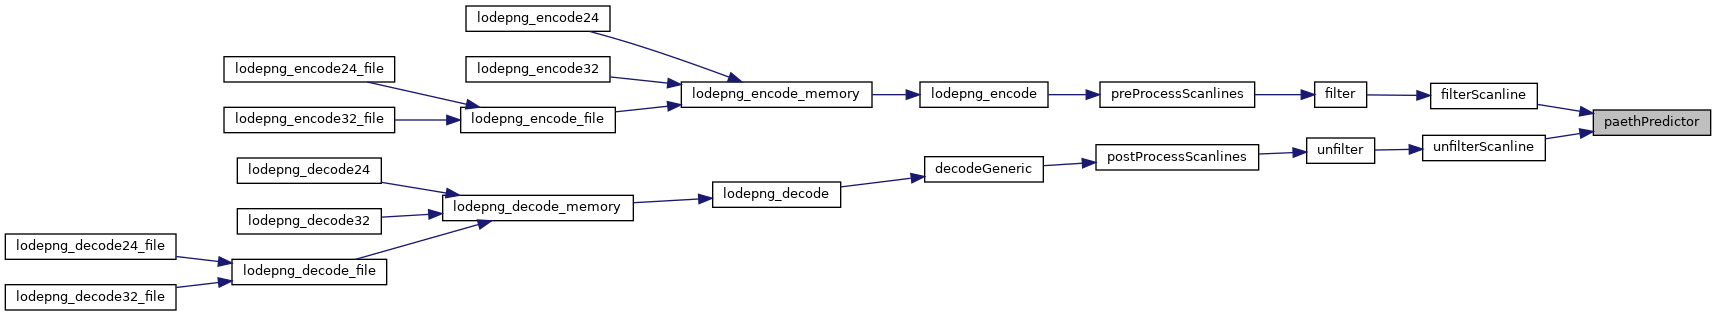 lodepng_encode24
lodepng_encode24_file
lodepng_encode32
lodepng_encode_memory
lodepng_encode
preProcessScanlines
filter
filterScanline
lodepng_encode32_file
lodepng_encode_file
paethPredictor
unfilterScanline
unfilter
postProcessScanlines
decodeGeneric
lodepng_decode24
lodepng_decode
lodepng_decode_memory
lodepng_decode32
lodepng_decode24_file
lodepng_decode_file
lodepng_decode32_file